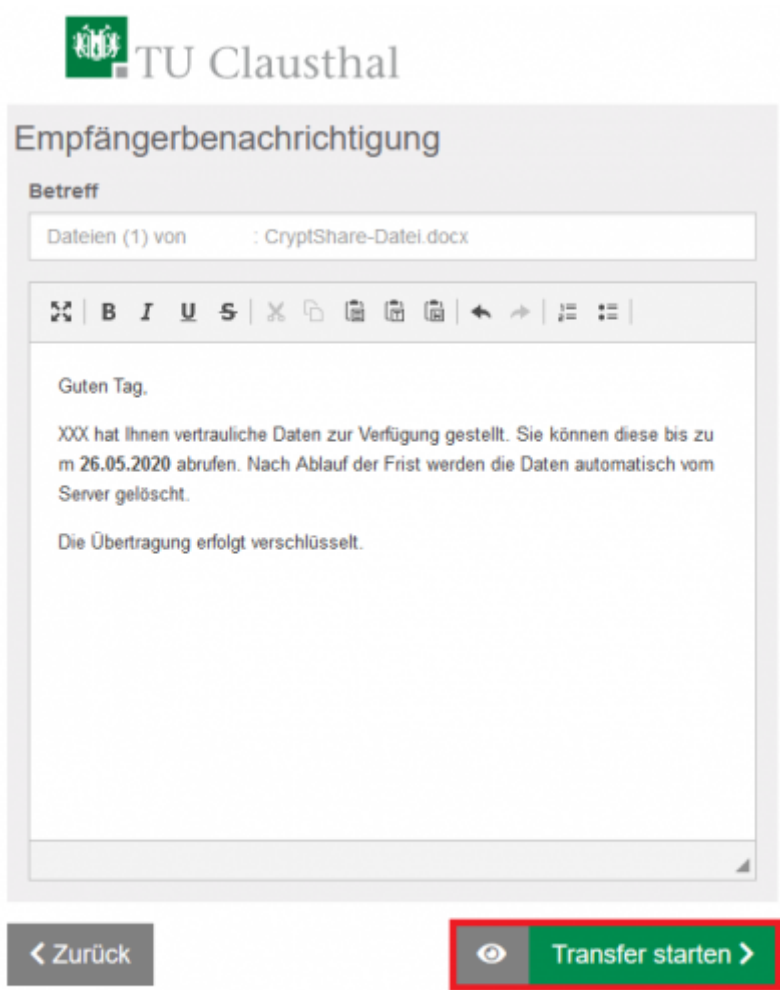 TU Clausthal
Empfängerbenachrichtigung
Betreff
Dateien (1) von : CryptShare-Datei.docx
B I U S
Guten Tag,
XXX hat Ihnen vertrauliche Daten zur Verfügung gestellt. Sie können diese bis zu
m 26.05.2020 abrufen. Nach Ablauf der Frist werden die Daten automatisch vom
Server gelöscht.
Die Übertragung erfolgt verschlüsselt.
Zurück
Transfer starten